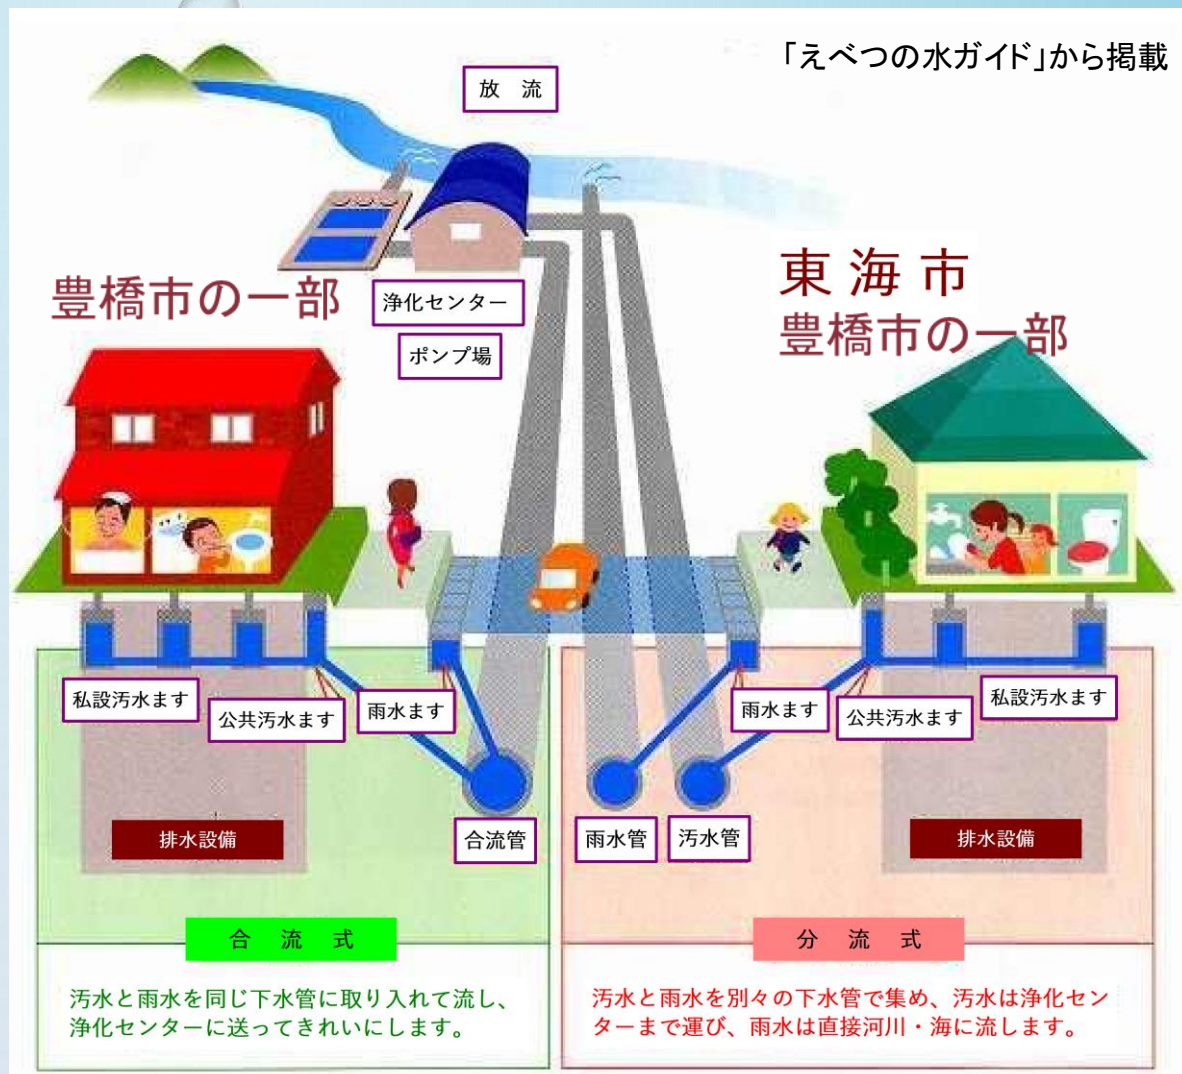 「えべつの水ガイド」から掲載
放 流
豊橋市の一部
浄化センター
ポンプ場
東 海 市
豊橋市の一部
私設汚水ます
公共汚水ます
雨水ます
雨水ます
公共汚水ます
私設汚水ます
排水設備
合流管
雨水管
汚水管
排水設備
合 流 式
分 流 式
汚水と雨水を同じ下水管に取り入れて流し、
浄化センターに送ってきれいにします。
汚水と雨水を別々の下水管で集め、汚水は浄化セン
ターまで運び、雨水は直接河川・海に流します。